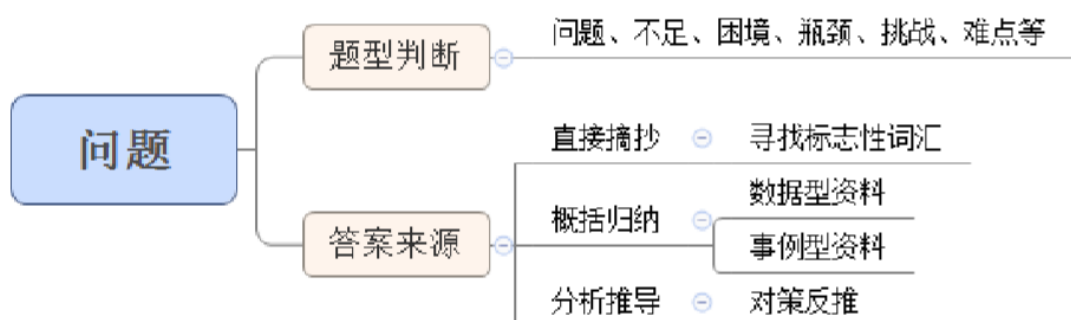 问题
题型判断
问题、不足、困境、瓶颈、挑战、难点等
答案来源
直接摘抄
寻找标志性词汇
概括归纳
数据型资料
事例型资料
分析推导
对策反推